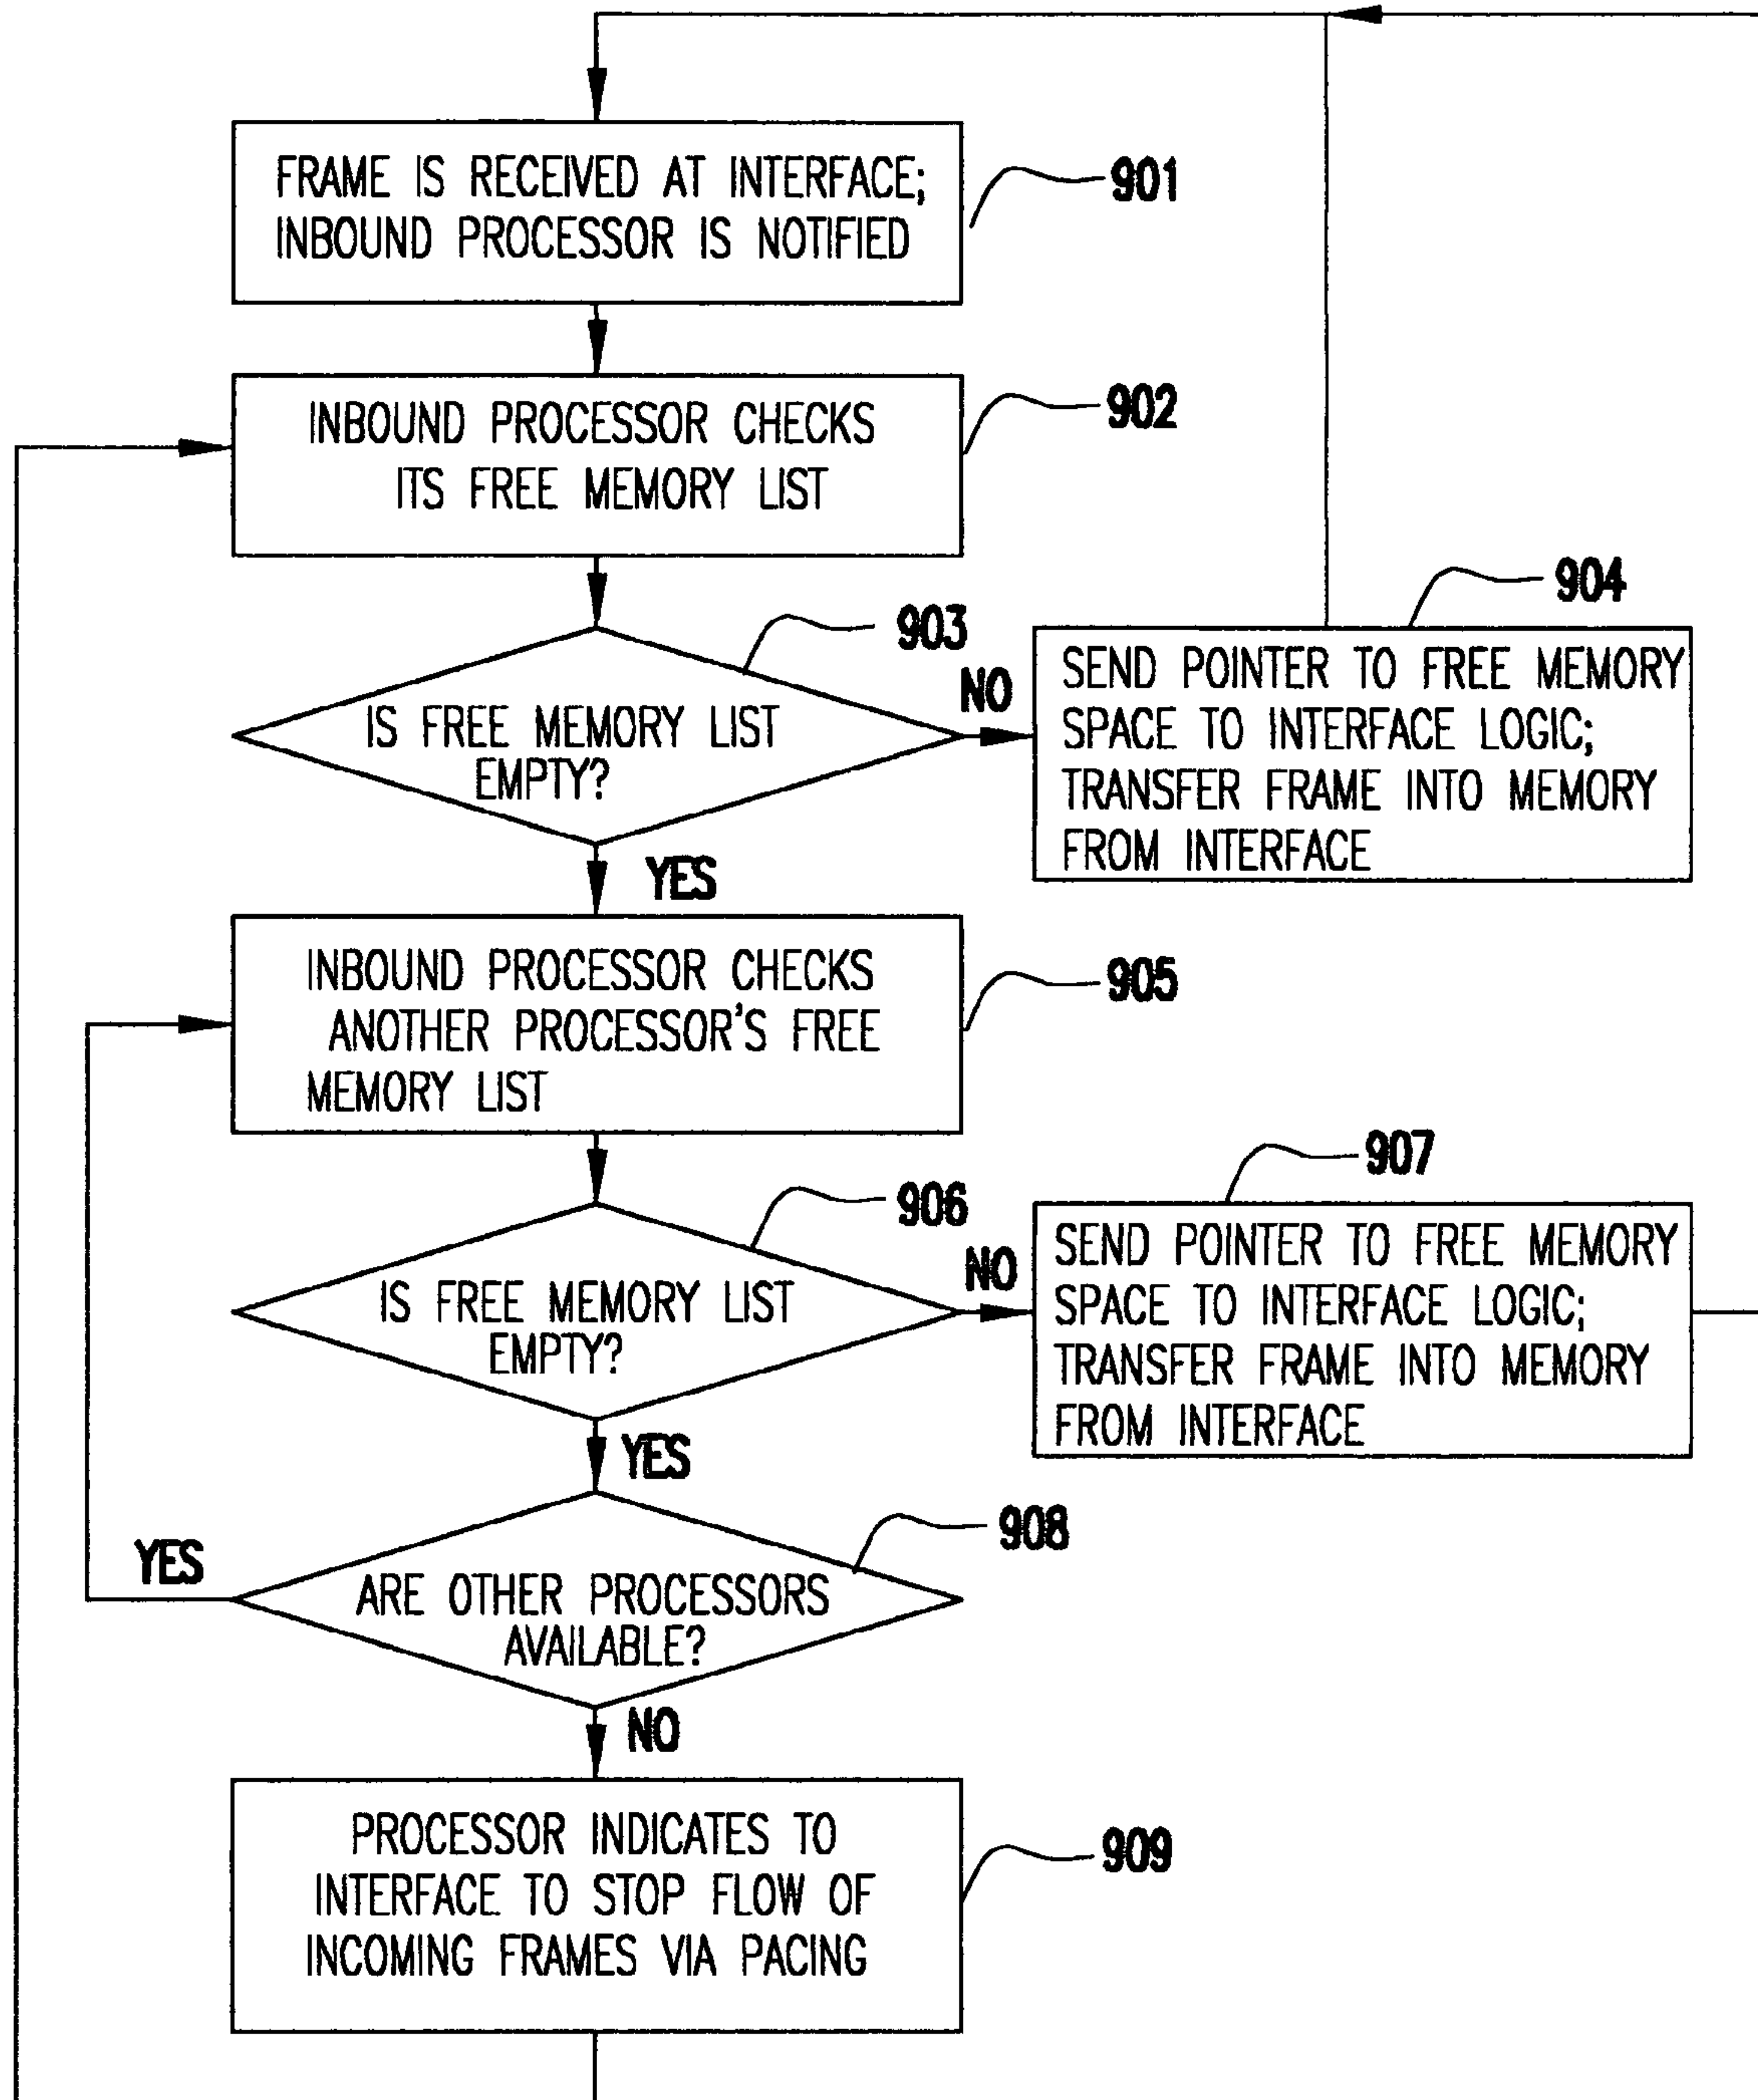 FRAME IS RECEIVED AT INTERFACE;
INBOUND PROCESSOR IS NOTIFIED
901
INBOUND PROCESSOR CHECKS
ITS FREE MEMORY LIST
902
903
IS FREE MEMORY LIST
EMPTY?
NO
904
SEND POINTER TO FREE MEMORY
SPACE TO INTERFACE LOGIC;
TRANSFER FRAME INTO MEMORY
FROM INTERFACE
YES
INBOUND PROCESSOR CHECKS
ANOTHER PROCESSOR'S FREE
MEMORY LIST
905
906
IS FREE MEMORY LIST
EMPTY?
NO
907
SEND POINTER TO FREE MEMORY
SPACE TO INTERFACE LOGIC;
TRANSFER FRAME INTO MEMORY
FROM INTERFACE
YES
908
YES
ARE OTHER PROCESSORS
AVAILABLE?
NO
PROCESSOR INDICATES TO
INTERFACE TO STOP FLOW OF
INCOMING FRAMES VIA PACING
909